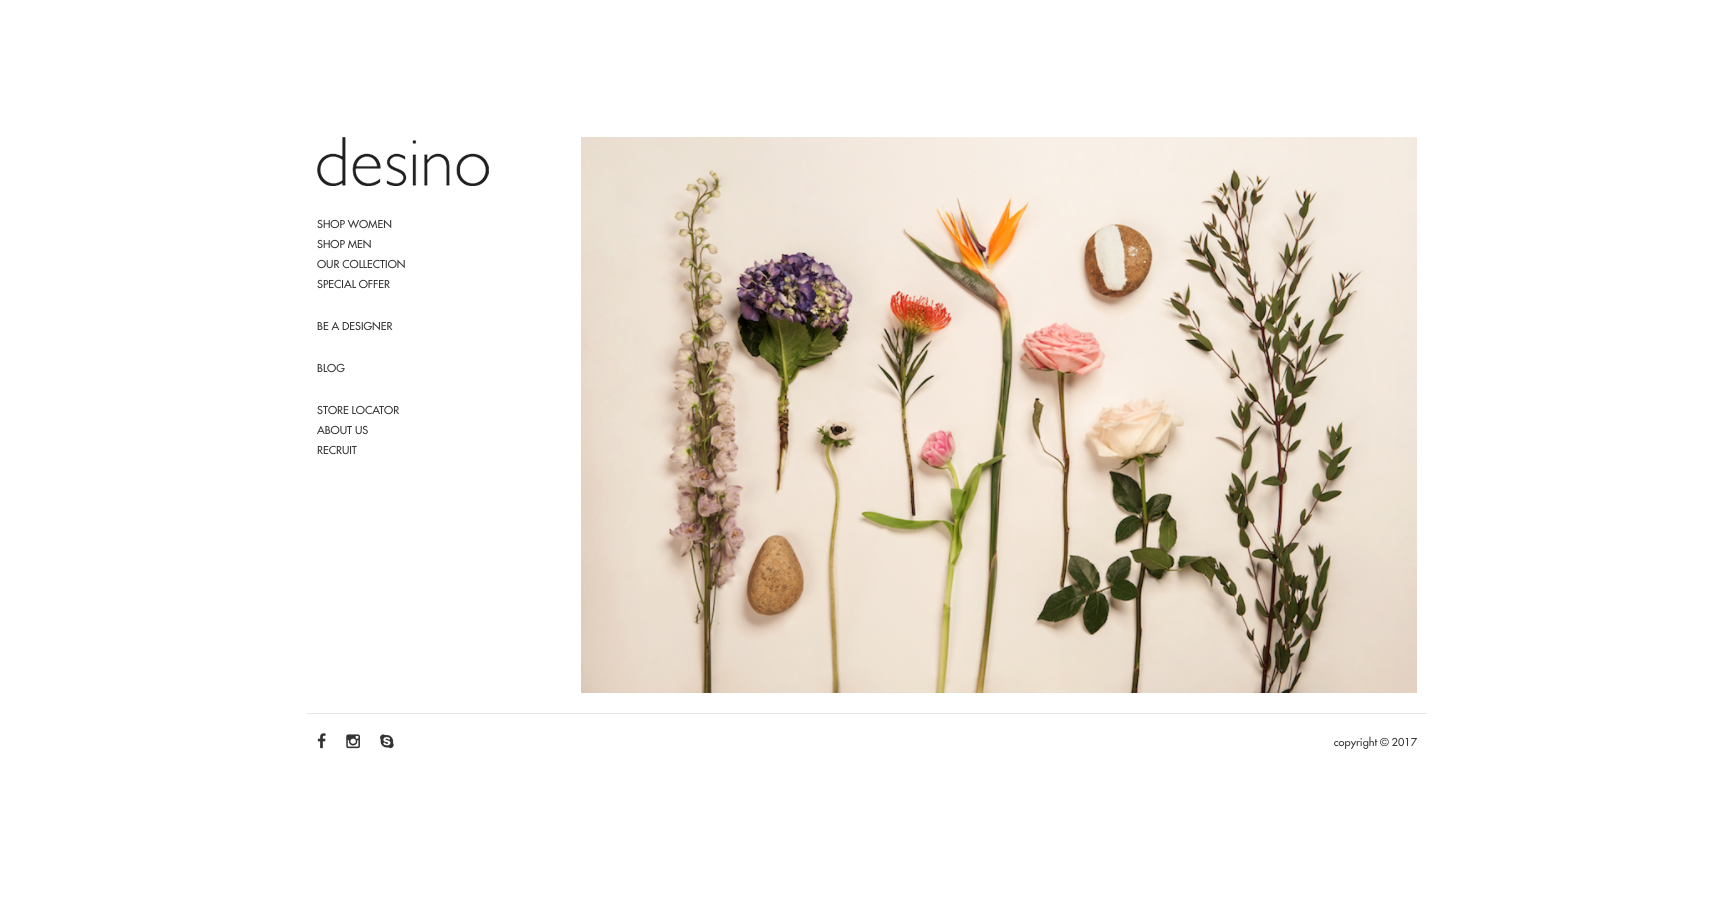 desino
SHOP WOMEN
SHOP MEN
OUR COLLECTION
SPECIAL OFFER
BE A DESIGNER
BLOG
STORE LOCATOR
ABOUT US
RECRUIT
copyright © 2017